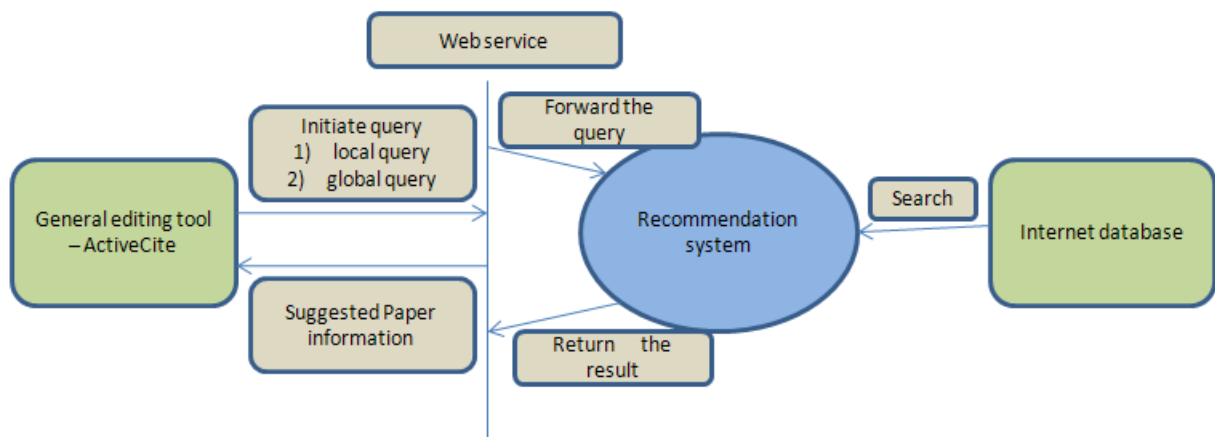 Web service
Initiate query
1) local query
2) global query
Forward the
query
General editing tool
– ActiveCite
Recommendation
system
Search
Internet database
Suggested Paper
information
Return the
result